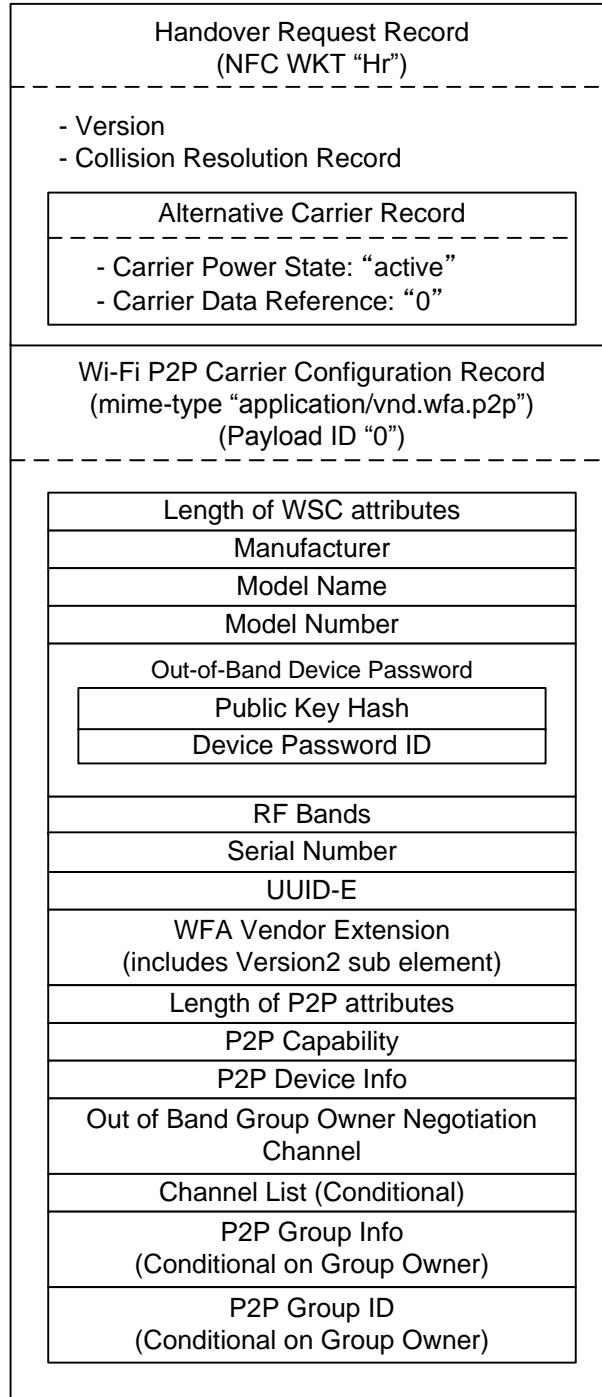 Handover Request Record
(NFC WKT “Hr”)
- Version
- Collision Resolution Record
Alternative Carrier Record
- Carrier Power State: “active”
- Carrier Data Reference: “0”
Wi-Fi P2P Carrier Configuration Record
(mime-type “application/vnd.wfa.p2p”)
(Payload ID “0”)
Length of WSC attributes
Manufacturer
Model Name
Model Number
Out-of-Band Device Password
Public Key Hash
Device Password ID
RF Bands
Serial Number
UUID-E
WFA Vendor Extension
(includes Version2 sub element)
Length of P2P attributes
P2P Capability
P2P Device Info
Out of Band Group Owner Negotiation
Channel
Channel List (Conditional)
P2P Group Info
(Conditional on Group Owner)
P2P Group ID
(Conditional on Group Owner)